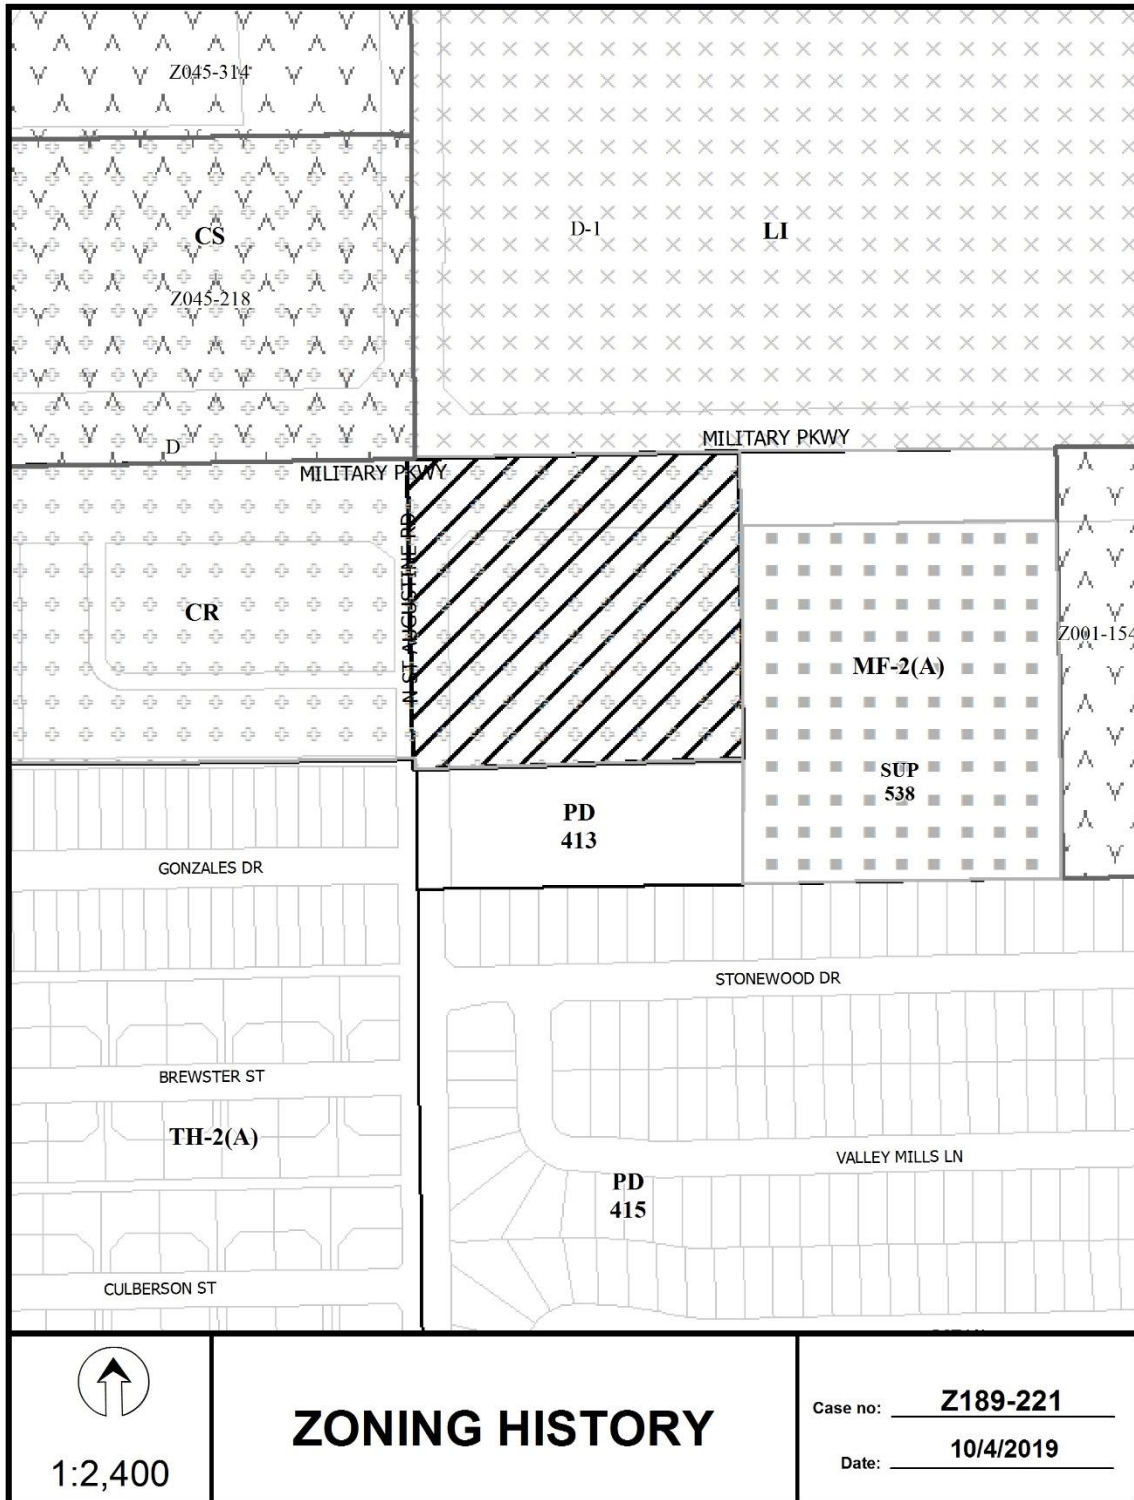 Z045-314
CS
D-1
LI
Z045-218
D
MILITARY PKWY
MILITARY PKWY
N ST AUGUSTINE RD
CR
Z001-154
MF-2(A)
SUP
538
PD
413
GONZALES DR
STONEWOOD DR
BREWSTER ST
TH-2(A)
VALLEY MILLS LN
PD
415
CULBERSON ST
1:2,400
ZONING HISTORY
Case no: Z189-221
Date: 10/4/2019